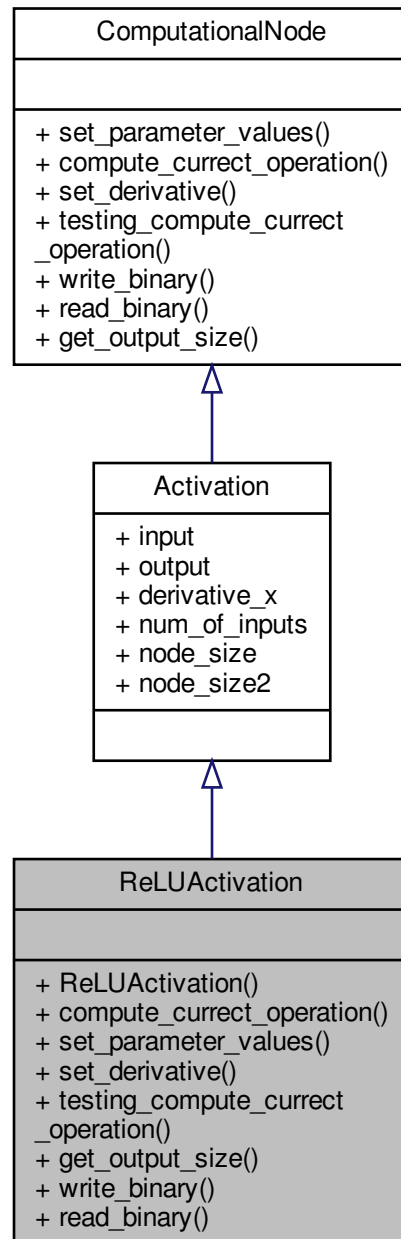 ComputationalNode
+ set_parameter_values()
+ compute_currect_operation()
+ set_derivative()
+ testing_compute_currect
_operation()
+ write_binary()
+ read_binary()
+ get_output_size()
Activation
+ input
+ output
+ derivative_x
+ num_of_inputs
+ node_size
+ node_size2
ReLUActivation
+ ReLUActivation()
+ compute_currect_operation()
+ set_parameter_values()
+ set_derivative()
+ testing_compute_currect
_operation()
+ get_output_size()
+ write_binary()
+ read_binary()